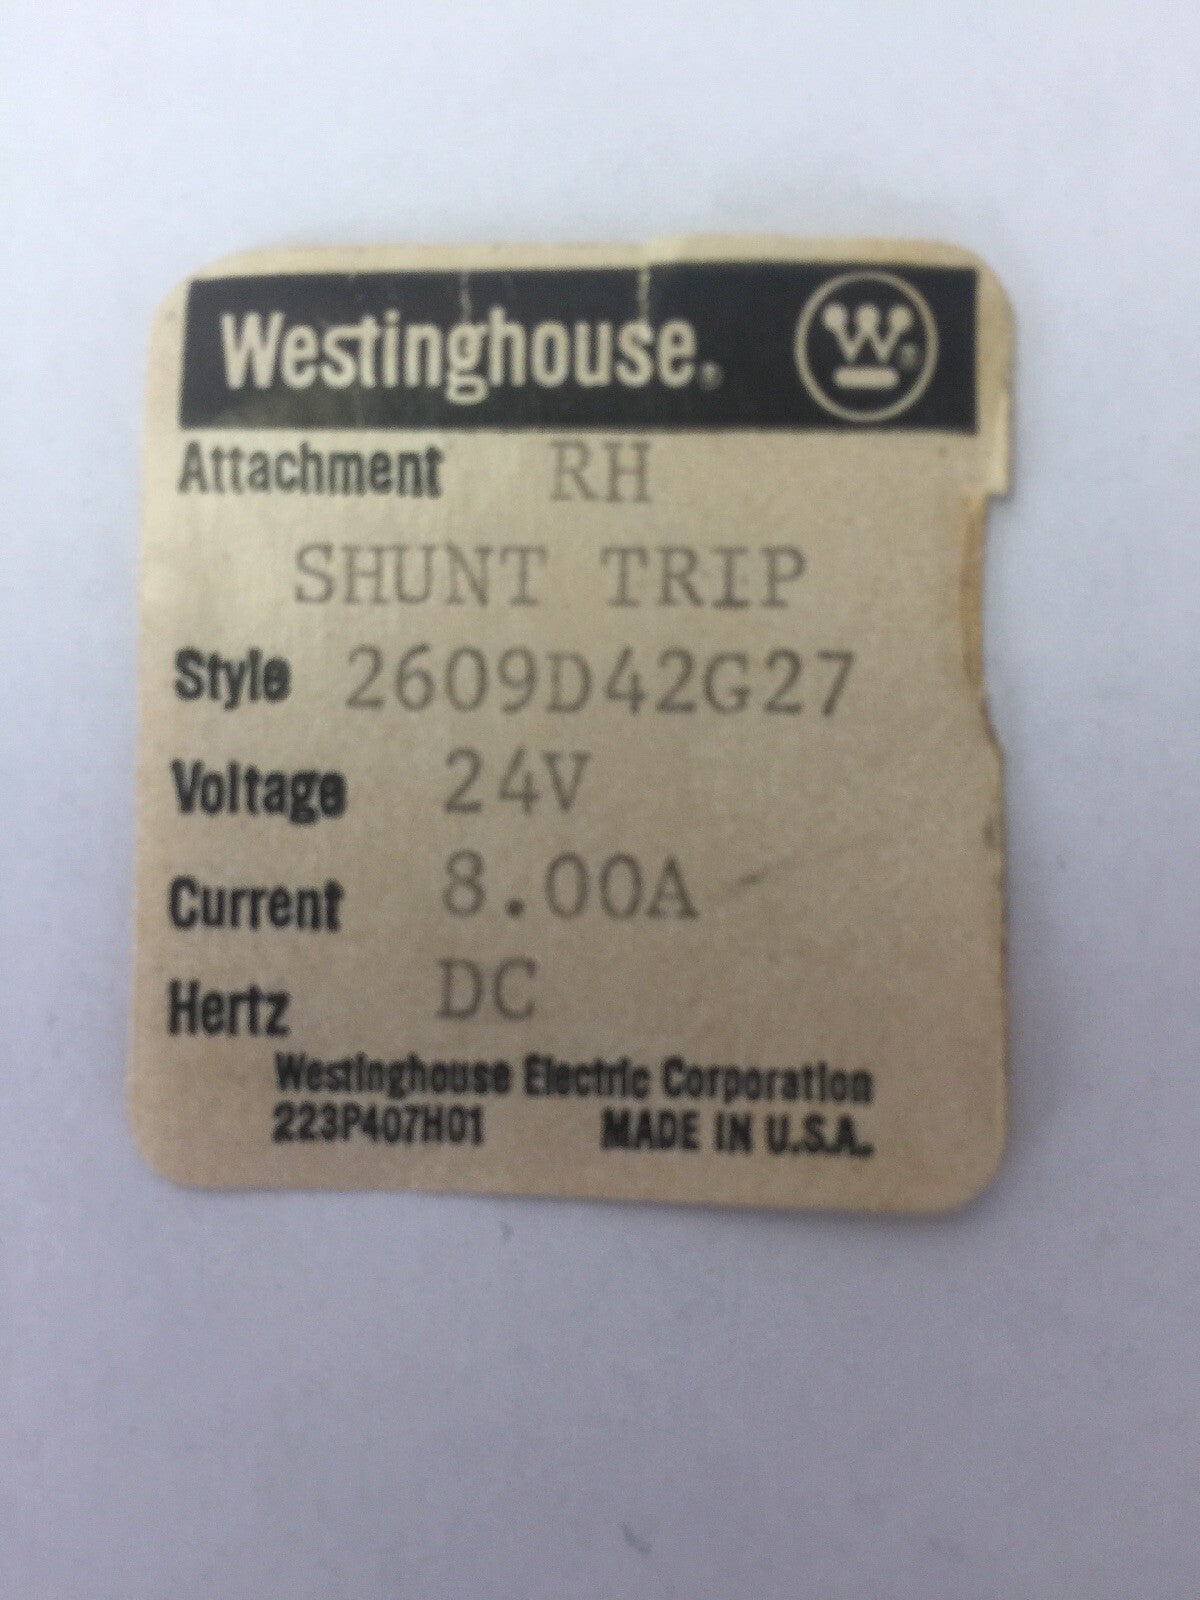 Westinghouse® W®
Attachment RH
SHUNT TRIP
Style 2609D42G27
Voltage 24V
Current 8.00A
Hertz DC
Westinghouse Electric Corporation
223P407H01 MADE IN U.S.A.